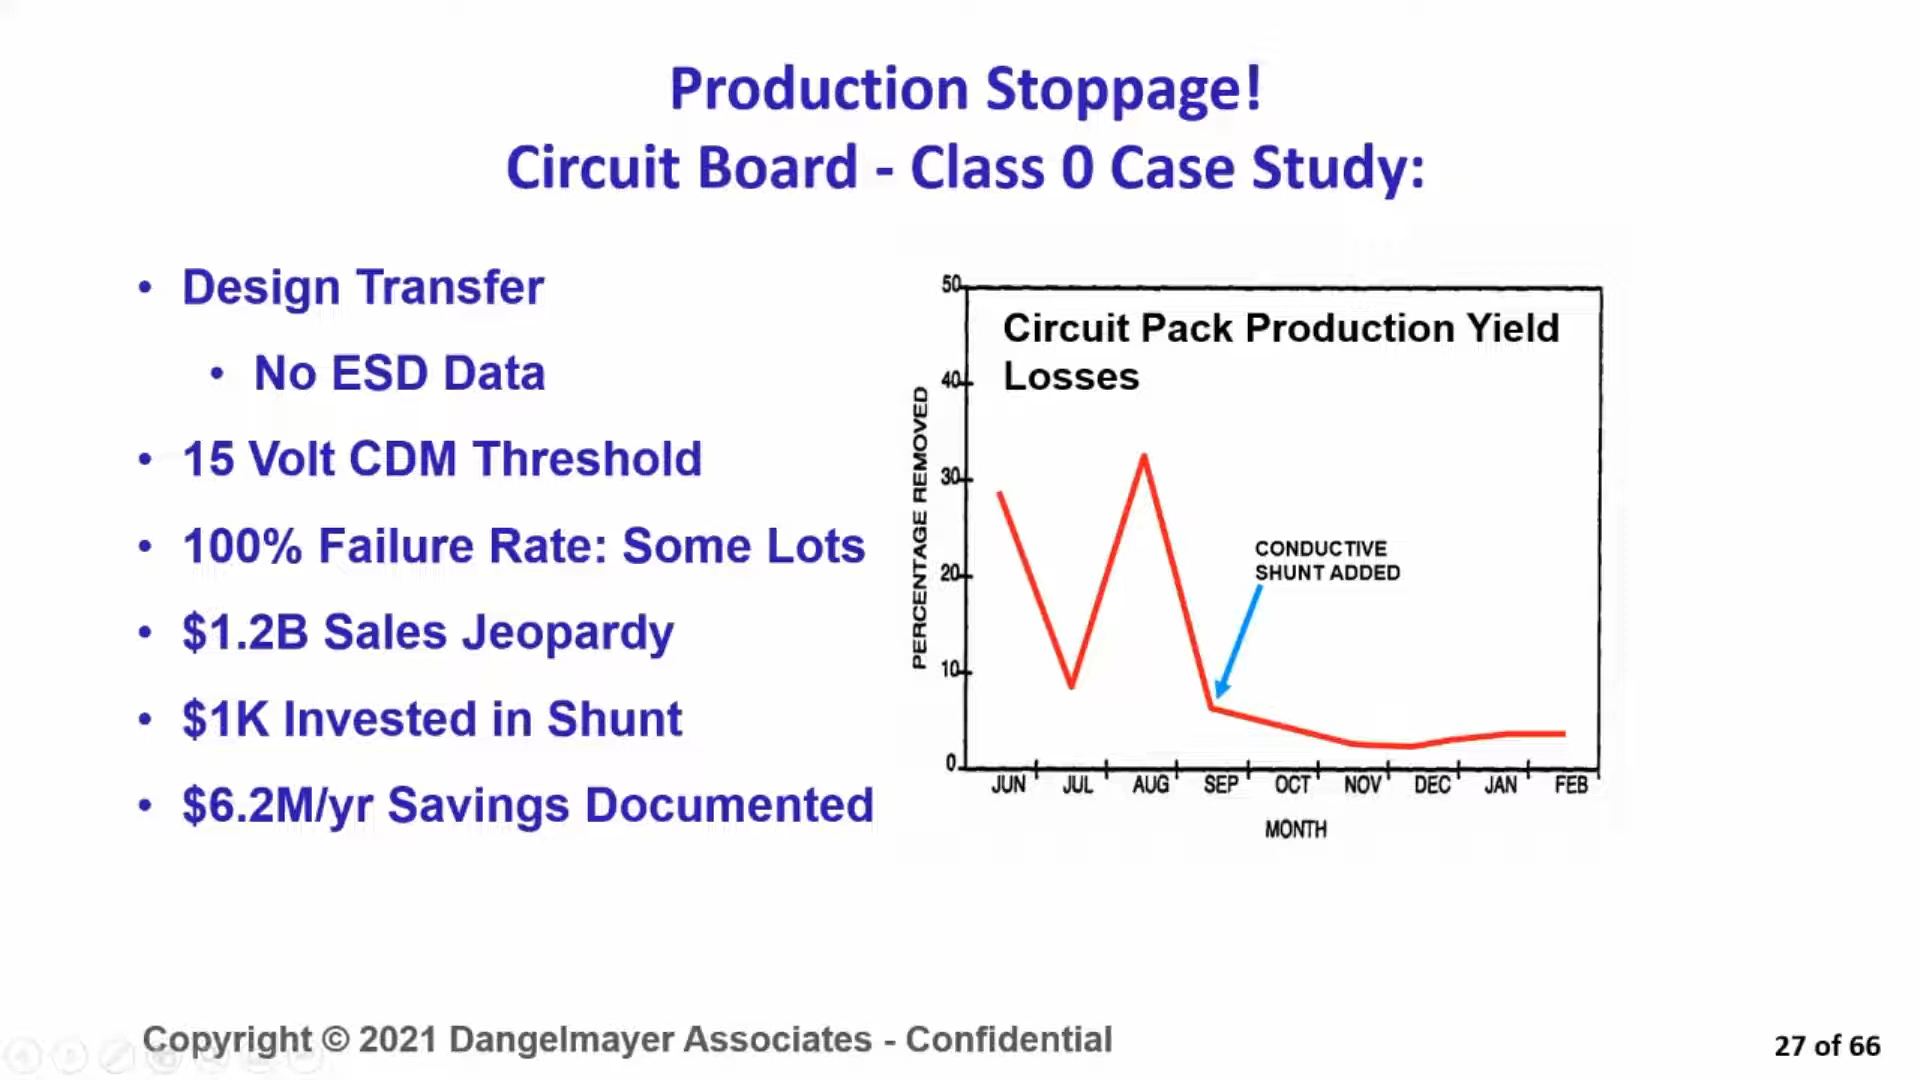 Production Stoppage!
Circuit Board - Class 0 Case Study:
• Design Transfer
• No ESD Data
• 15 Volt CDM Threshold
• 100% Failure Rate: Some Lots
• $1.2B Sales Jeopardy
• $1K Invested in Shunt
• $6.2M/yr Savings Documented
Circuit Pack Production Yield
Losses
PERCENTAGE REMOVED
50
40
30
20
10
0
CONDUCTIVE
SHUNT ADDED
JUN JUL AUG SEP OCT NOV DEC JAN FEB
MONTH
Copyright © 2021 Dangelmayer Associates - Confidential
27 of 66